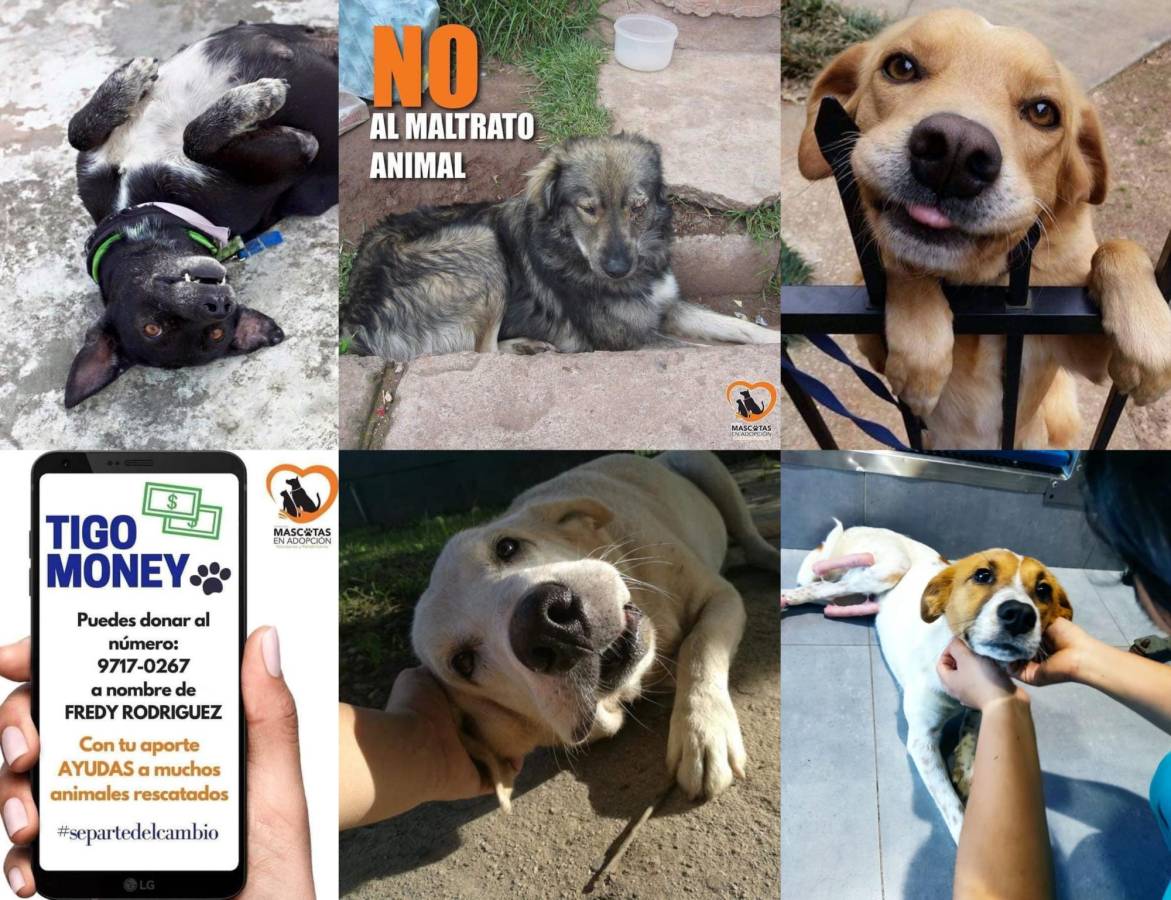 NO
AL MALTRATO
ANIMAL
MASCOTAS
EN ADOPCIÓN
TIGO
MONEY
Puedes donar al
número:
9717-0267
a nombre de
FREDY RODRIGUEZ
Con tu aporte
AYUDAS a muchos
animales rescatados
#separtedelcambio
LG
MASCOTAS
EN ADOPCIÓN